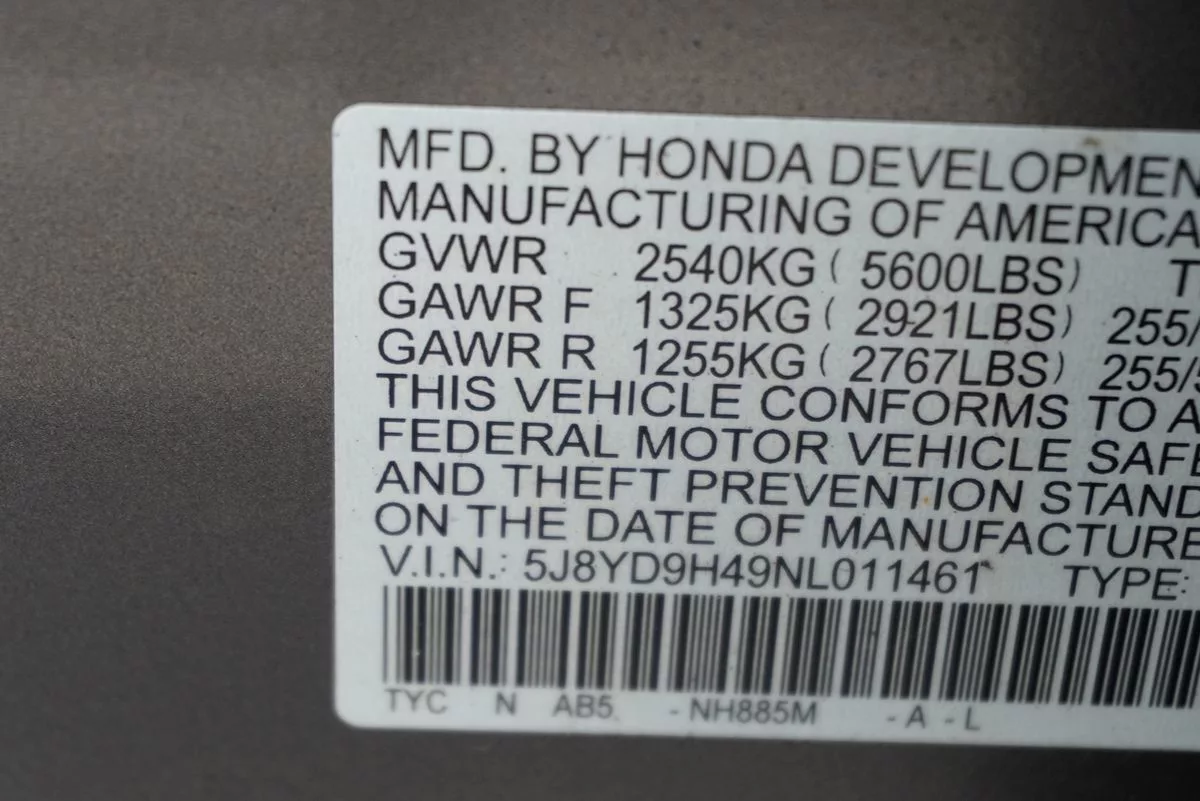 MFD. BY HONDA DEVELOPMEN
MANUFACTURING OF AMERICA
GVWR 2540KG ( 5600LBS) T
GAWR F 1325KG ( 2921LBS) 255/
GAWR R 1255KG ( 2767LBS) 255/5
THIS VEHICLE CONFORMS TO A
FEDERAL MOTOR VEHICLE SAFE
AND THEFT PREVENTION STAND
ON THE DATE OF MANUFACTURE
V.I.N.: 5J8YD9H49NL011461 TYPE:
TYC N AB5 - NH885M - A - L